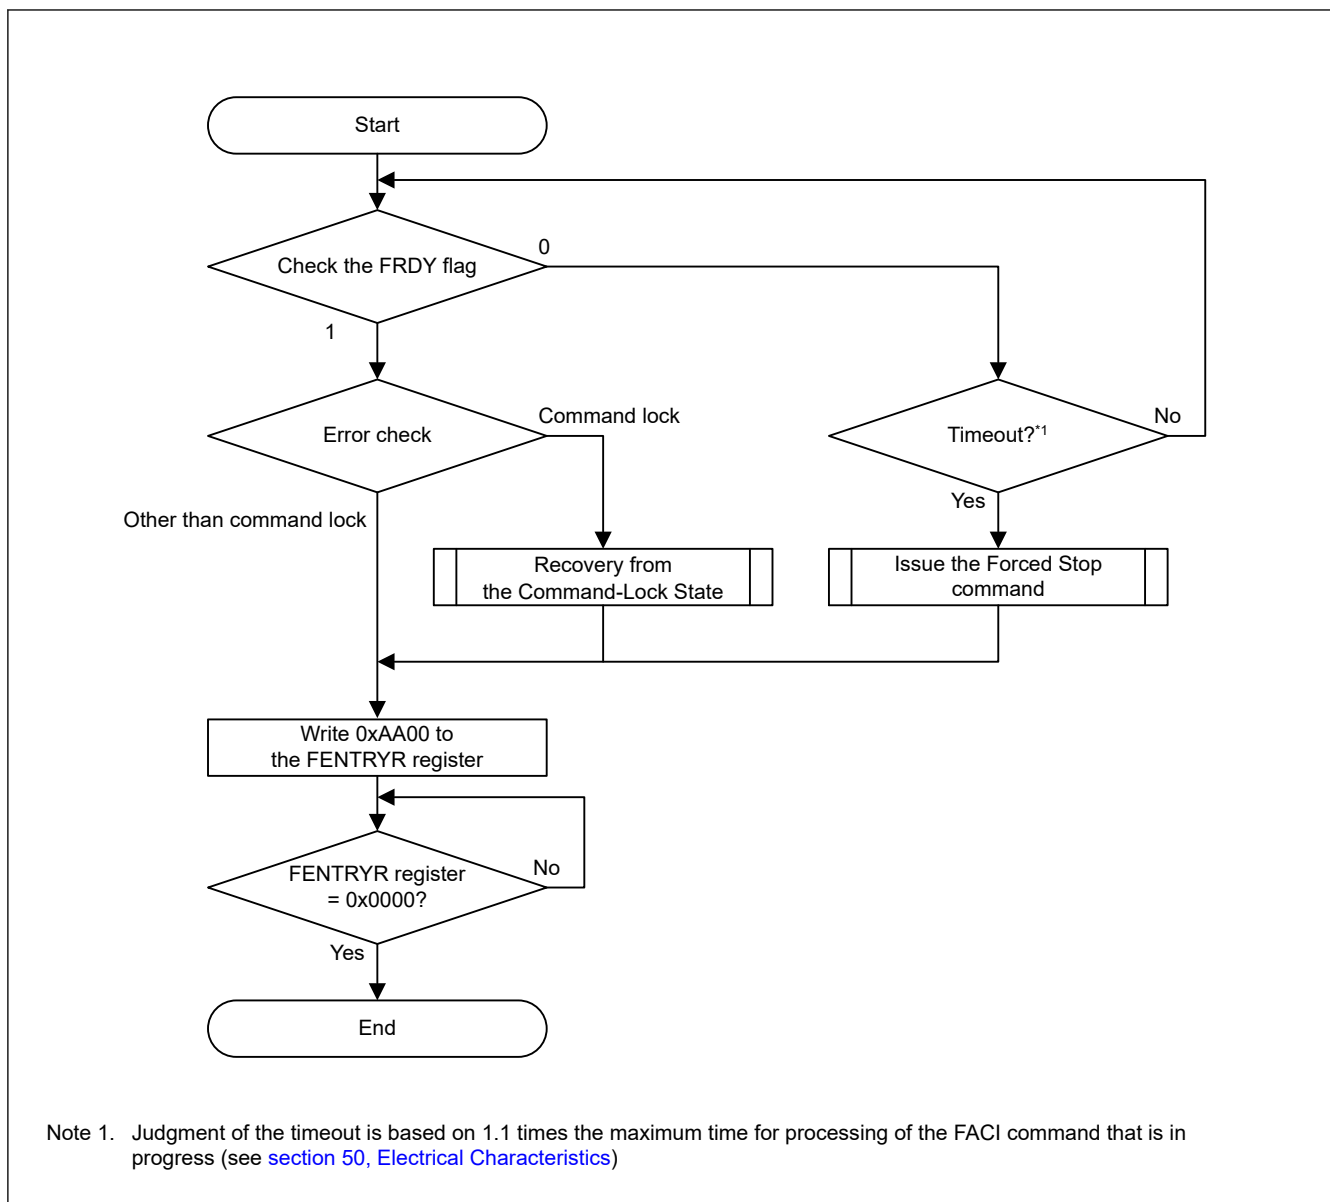 Start
Check the FRDY flag
0
1
Error check
Command lock
Timeout?*1
No
Other than command lock
Yes
Recovery from
the Command-Lock State
Issue the Forced Stop
command
Write 0xAA00 to
the FENTRYR register
FENTRYR register
= 0x0000?
No
Yes
End
Note 1. Judgment of the timeout is based on 1.1 times the maximum time for processing of the FACI command that is in
progress (see section 50, Electrical Characteristics)